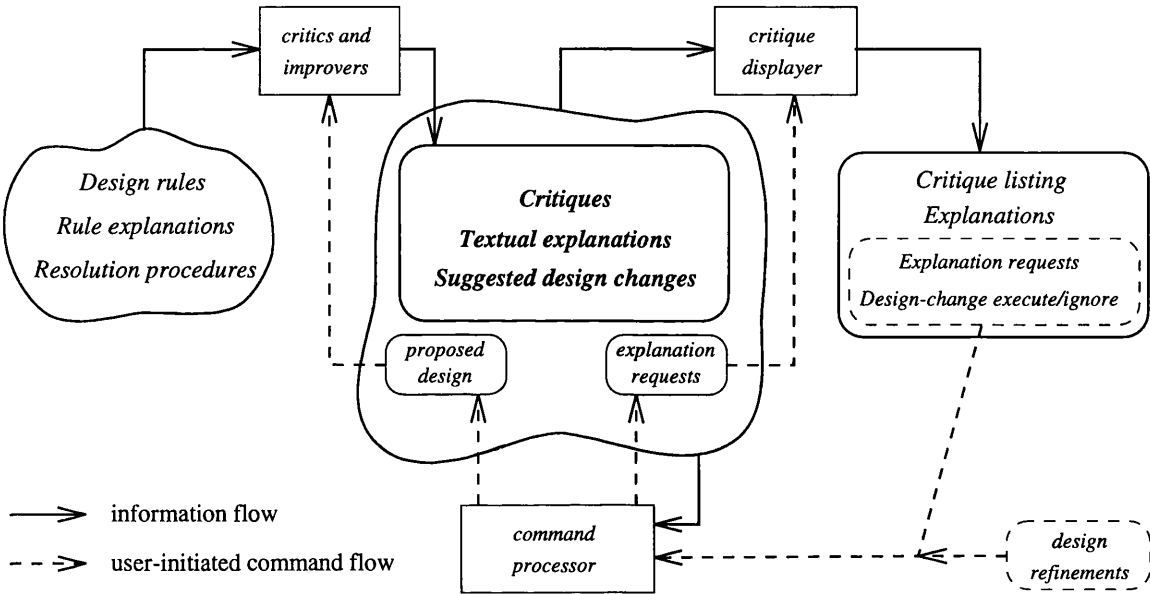 critics and
improvers
critique
displayer
Design rules
Rule explanations
Resolution procedures
Critiques
Textual explanations
Suggested design changes
Critique listing
Explanations
Explanation requests
Design-change execute/ignore
proposed
design
explanation
requests
information flow
user-initiated command flow
command
processor
design
refinements